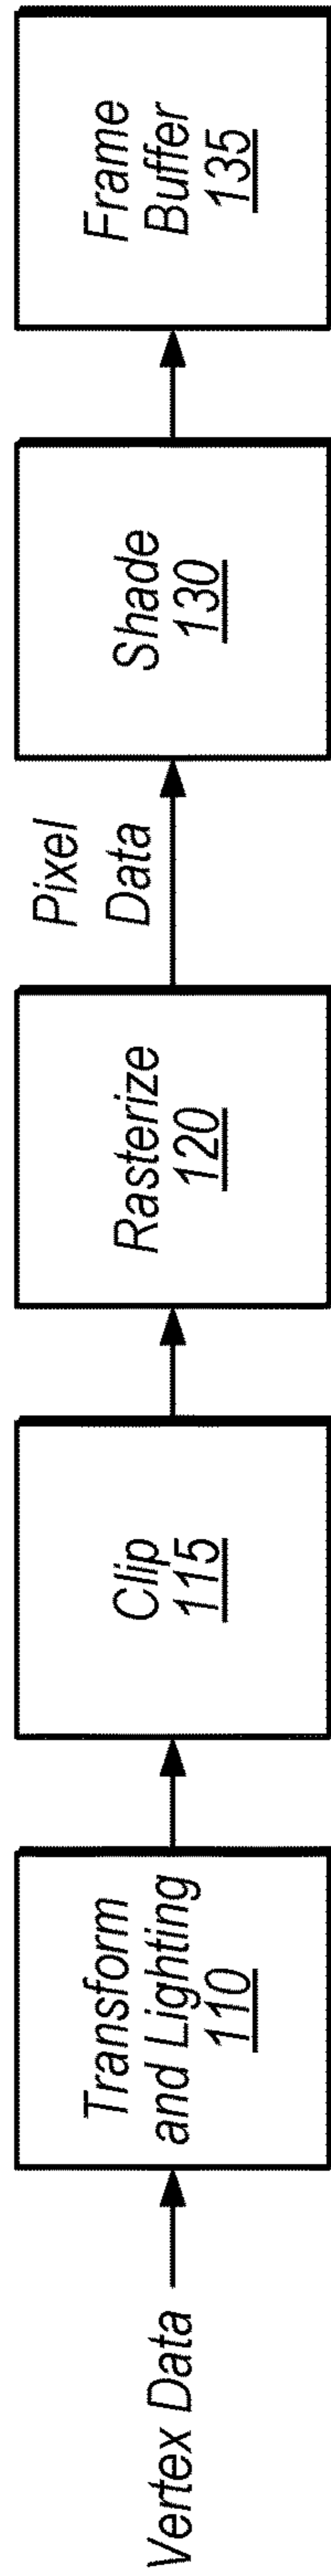 Vertex Data
Transform
and Lighting
110
Clip
115
Rasterize
120
Pixel
Data
Shade
130
Frame
Buffer
135